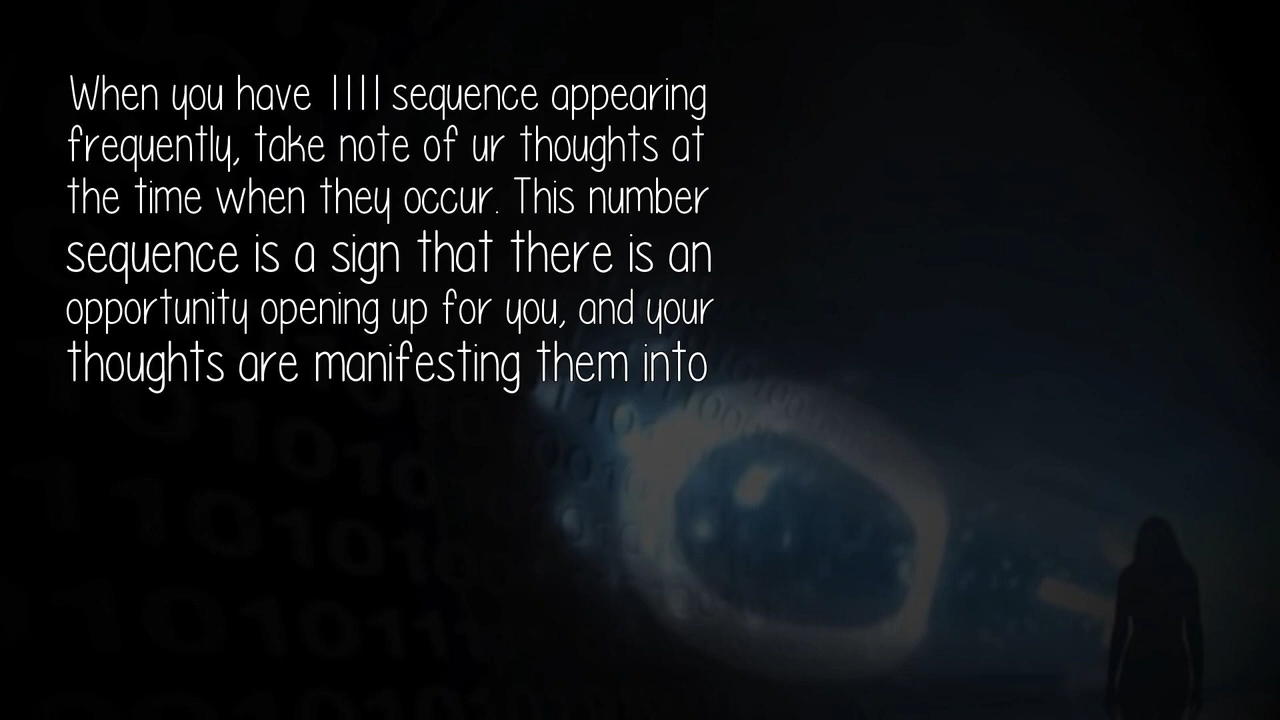 When you have 1111 sequence appearing
frequently, take note of ur thoughts at
the time when they occur. This number
sequence is a sign that there is an
opportunity opening up for you, and your
thoughts are manifesting them into